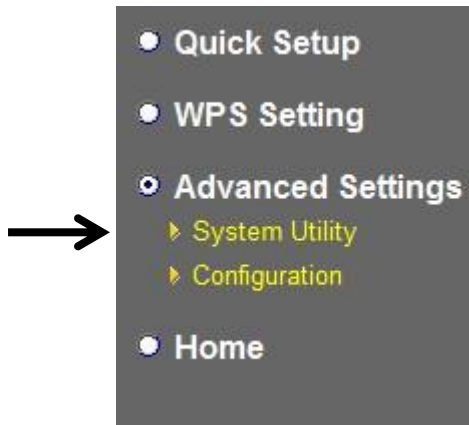 Quick Setup
WPS Setting
Advanced Settings
System Utility
Configuration
Home